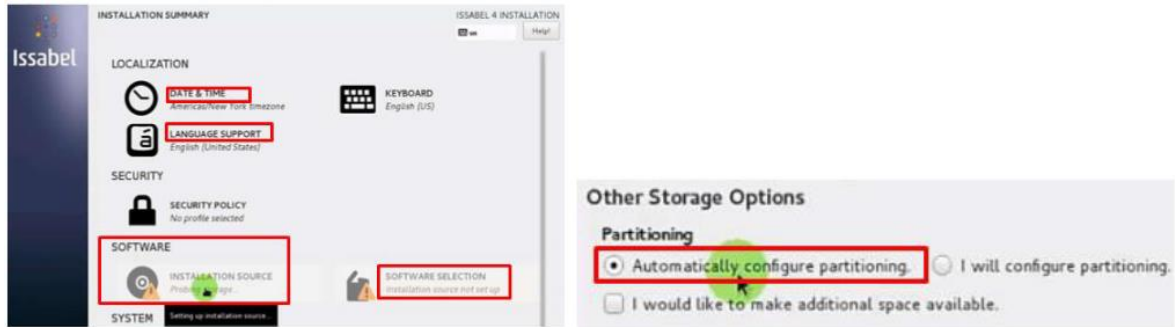 INSTALLATION SUMMARY
ISSABEL 4 INSTALLATION
us
Help!
Issabel
LOCALIZATION
DATE & TIME
Americas/New York timezone
KEYBOARD
English (US)
LANGUAGE SUPPORT
English (United States)
SECURITY
SECURITY POLICY
No profile selected
SOFTWARE
INSTALLATION SOURCE
Probing storage...
SOFTWARE SELECTION
Installation source not set up
SYSTEM
Setting up installation source...
Other Storage Options
Partitioning
Automatically configure partitioning.
I will configure partitioning.
I would like to make additional space available.